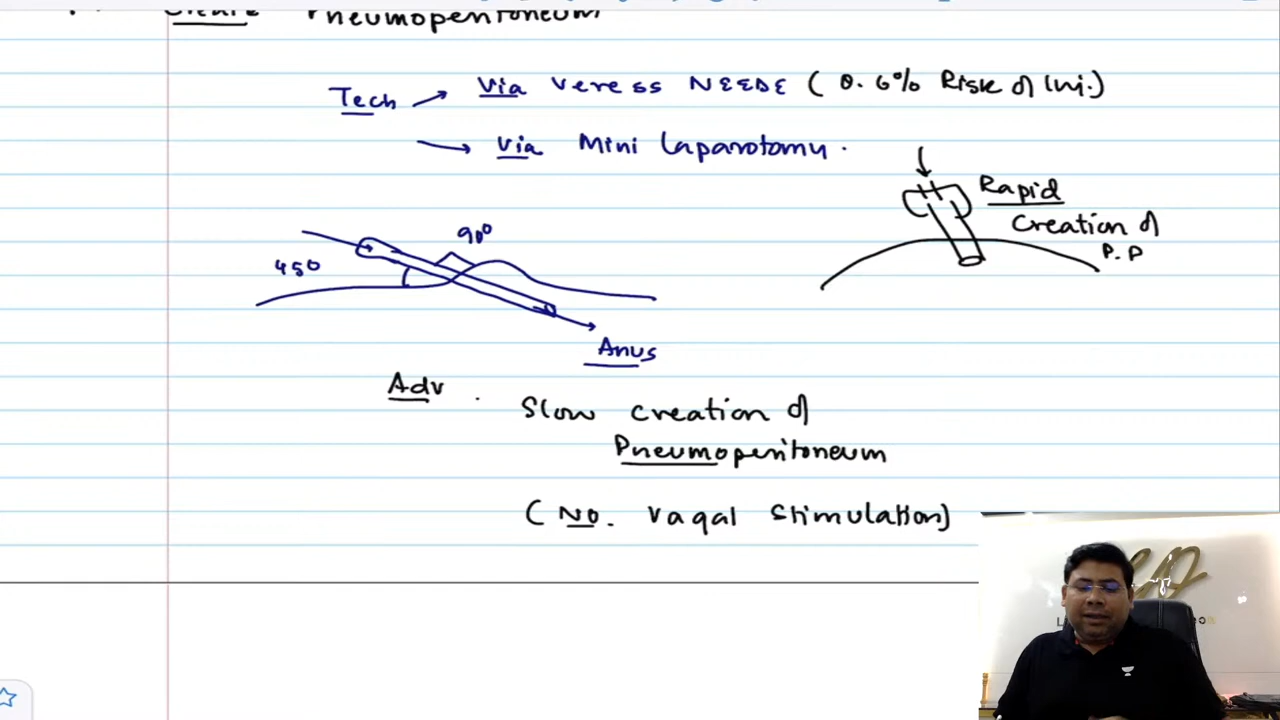 Create Pneumoperitoneum
Tech → Via Veress NEEDE ( 0.6% Risk of Inj.)
→ Via Mini Laparotomy.
Rapid
Creation of
P.P
90°
45°
Anus
Adv. Slow creation of
Pneumoperitoneum
( No. Vagal Stimulation)